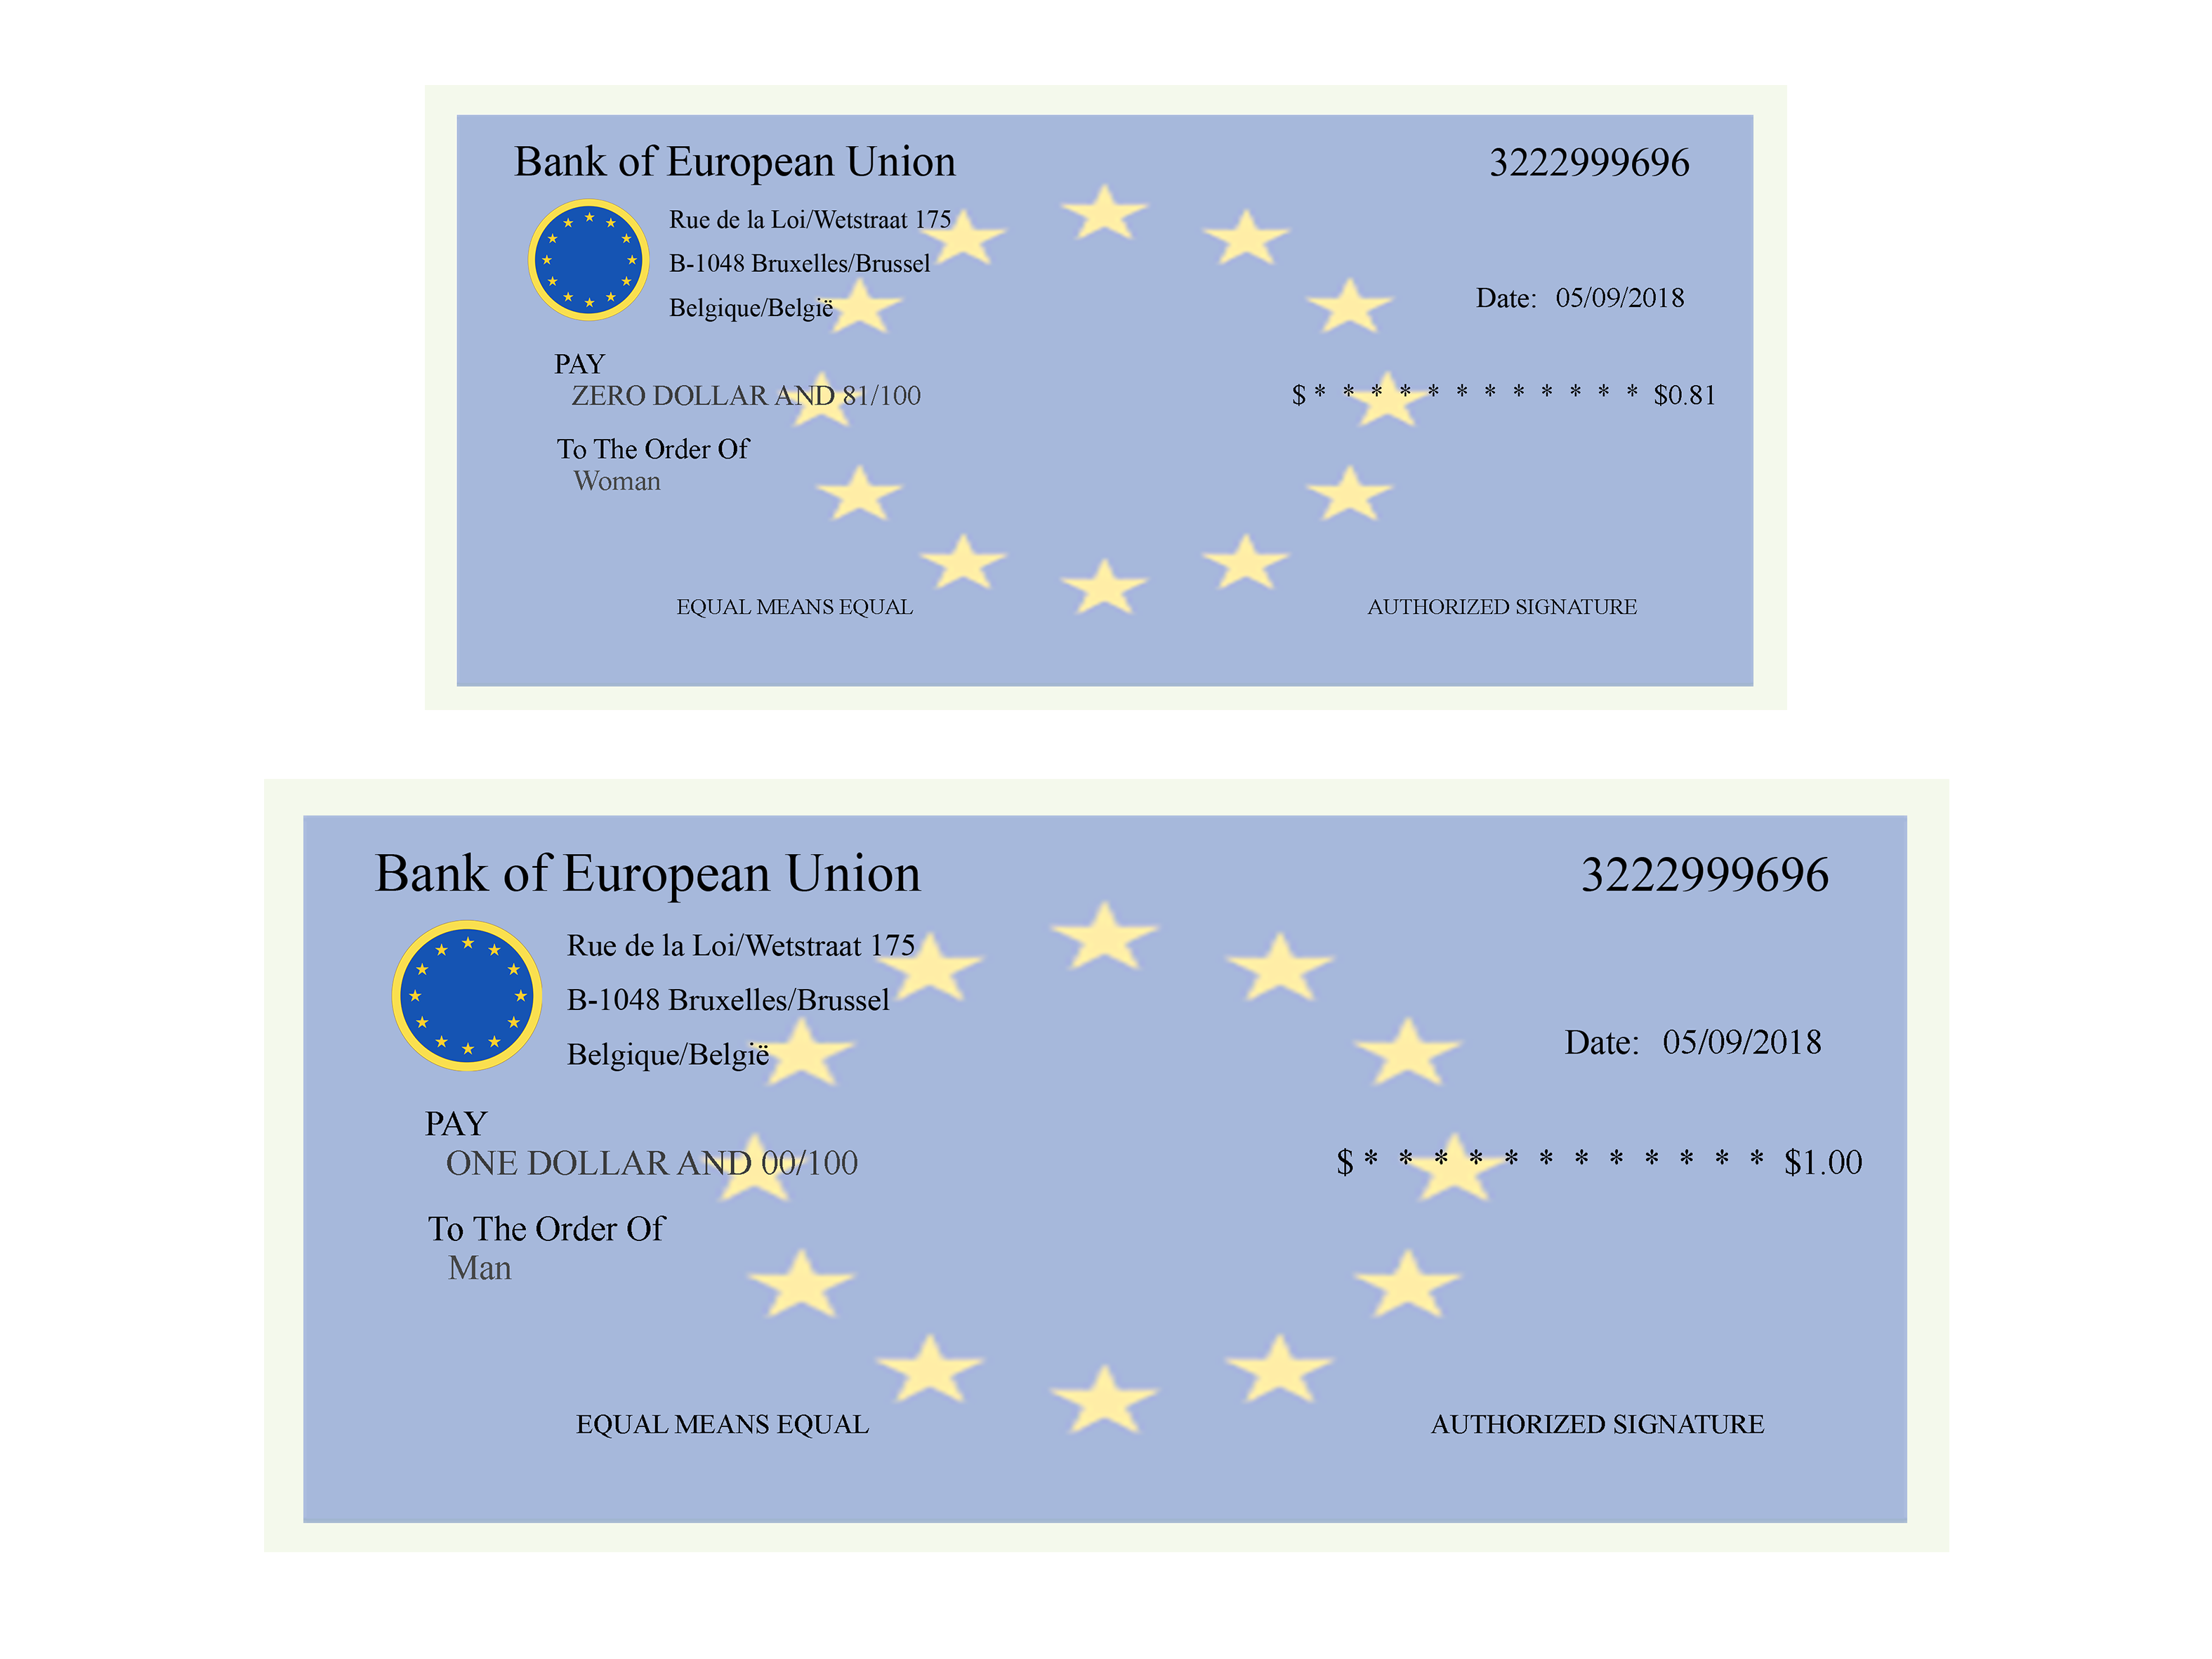 Bank of European Union
3222999696
Rue de la Loi/Wetstraat 175
B-1048 Bruxelles/Brussel
Belgique/België
Date: 05/09/2018
PAY
ZERO DOLLAR AND 81/100
$ * * * * * * * * * * * * $0.81
To The Order Of
Woman
EQUAL MEANS EQUAL
AUTHORIZED SIGNATURE
Bank of European Union
3222999696
Rue de la Loi/Wetstraat 175
B-1048 Bruxelles/Brussel
Belgique/België
Date: 05/09/2018
PAY
ONE DOLLAR AND 00/100
$ * * * * * * * * * * * * $1.00
To The Order Of
Man
EQUAL MEANS EQUAL
AUTHORIZED SIGNATURE